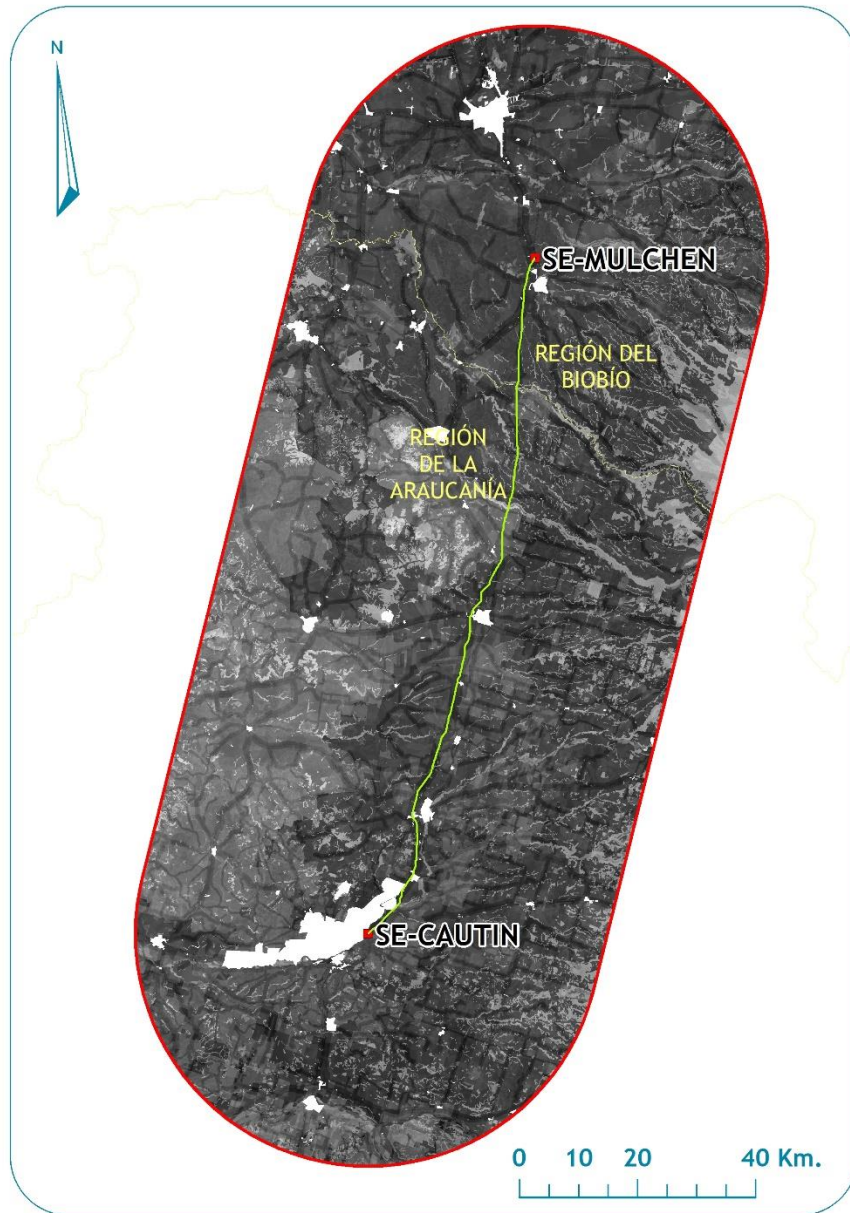 N
SE-MULCHEN
REGIÓN DEL
BIOBÍO
REGIÓN
DE LA
ARAUCANÍA
SE-CAUTIN
0 10 20 40 Km.